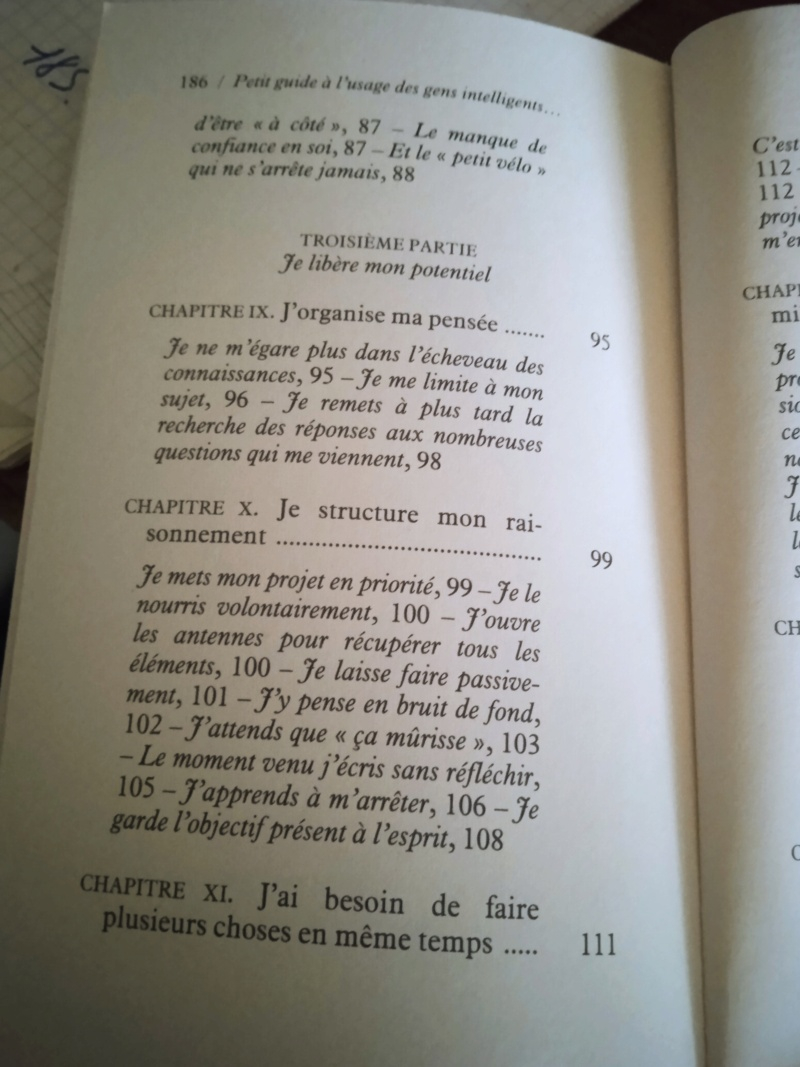 185.
186 / Petit guide à l'usage des gens intelligents...
d'être « à côté », 87 – Le manque de
confiance en soi, 87 – Et le « petit vélo »
qui ne s'arrête jamais, 88
TROISIÈME PARTIE
Je libère mon potentiel
CHAPITRE IX. J'organise ma pensée ....... 95
Je ne m'égare plus dans l'écheveau des
connaissances, 95 – Je me limite à mon
sujet, 96 – Je remets à plus tard la
recherche des réponses aux nombreuses
questions qui me viennent, 98
CHAPITRE X. Je structure mon rai-
sonnement ........................................ 99
Je mets mon projet en priorité, 99 – Je le
nourris volontairement, 100 – J'ouvre
les antennes pour récupérer tous les
éléments, 100 – Je laisse faire passive-
ment, 101 – J'y pense en bruit de fond,
102 – J'attends que « ça mûrisse », 103
– Le moment venu j'écris sans réfléchir,
105 – J'apprends à m'arrêter, 106 – Je
garde l'objectif présent à l'esprit, 108
CHAPITRE XI. J'ai besoin de faire
plusieurs choses en même temps ..... 111
C'est
112 -
112
m'
mi
Je